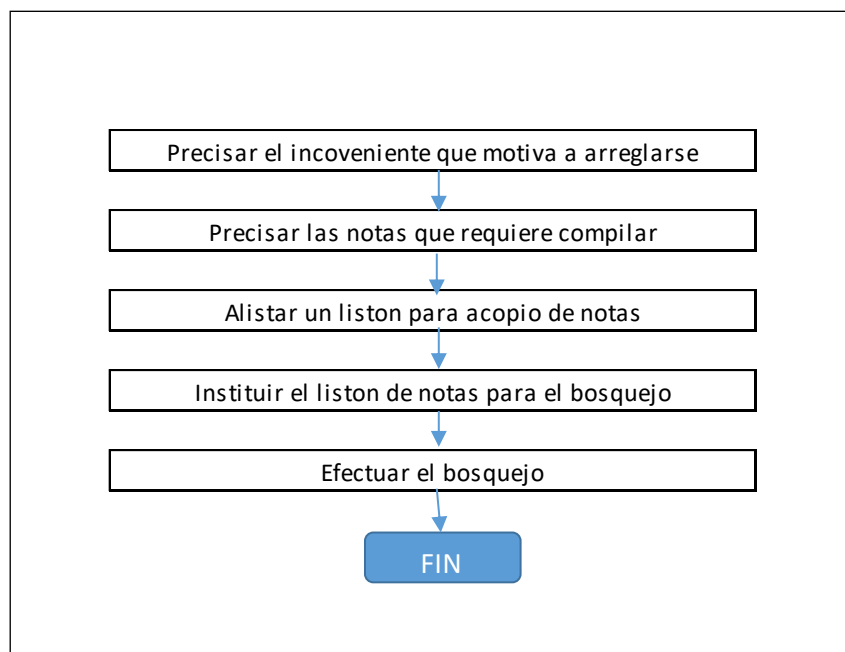 Precisar el incoveniente que motiva a arreglarse
Precisar las notas que requiere compilar
Alistar un liston para acopio de notas
Instituir el liston de notas para el bosquejo
Efectuar el bosquejo
FIN